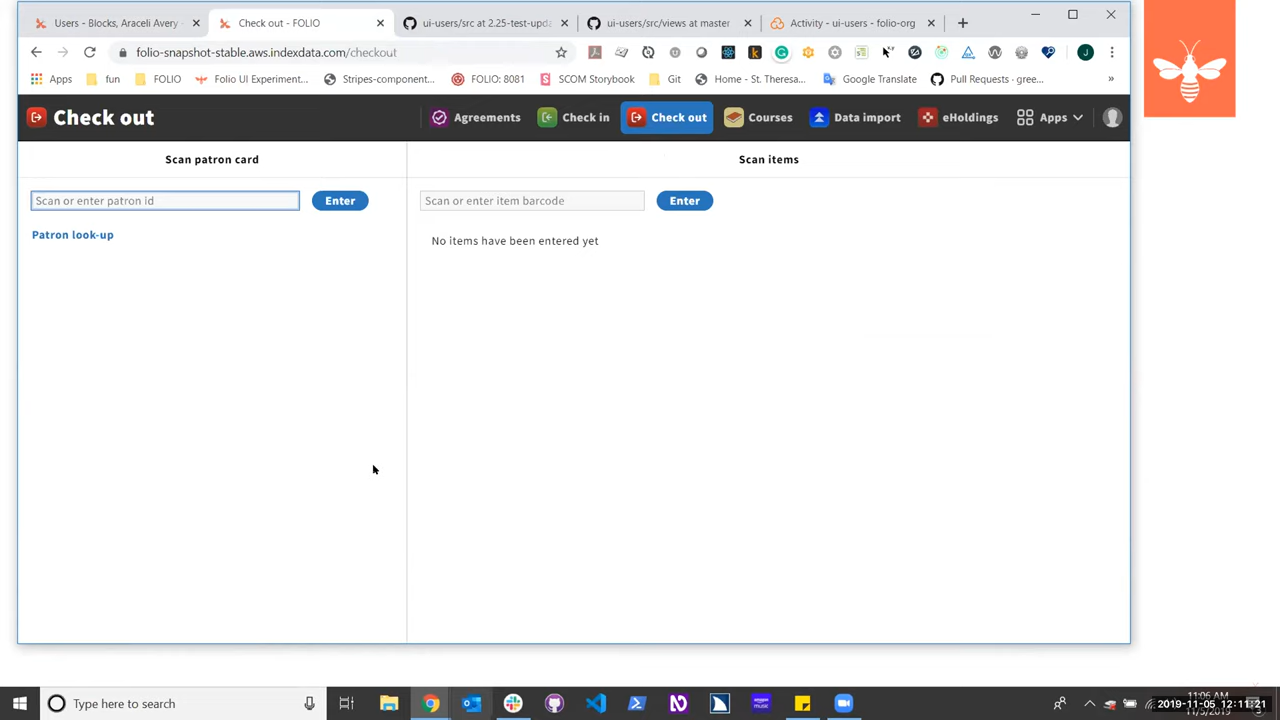 Users - Blocks, Araceli Avery -
Check out - FOLIO
ui-users/src at 2.25-test-upda
ui-users/src/views at master
Activity - ui-users - folio-org
folio-snapshot-stable.aws.indexdata.com/checkout
J
Apps
fun
FOLIO
Folio UI Experiment...
Stripes-component...
FOLIO: 8081
SCOM Storybook
Git
Home - St. Theresa...
Google Translate
Pull Requests · gree...
»
Check out
Agreements
Check in
Check out
Courses
Data import
eHoldings
Apps
Scan patron card
Scan items
Scan or enter patron id
Enter
Scan or enter item barcode
Enter
Patron look-up
No items have been entered yet
Type here to search
11:06 AM
2019-11-05 12:11:21